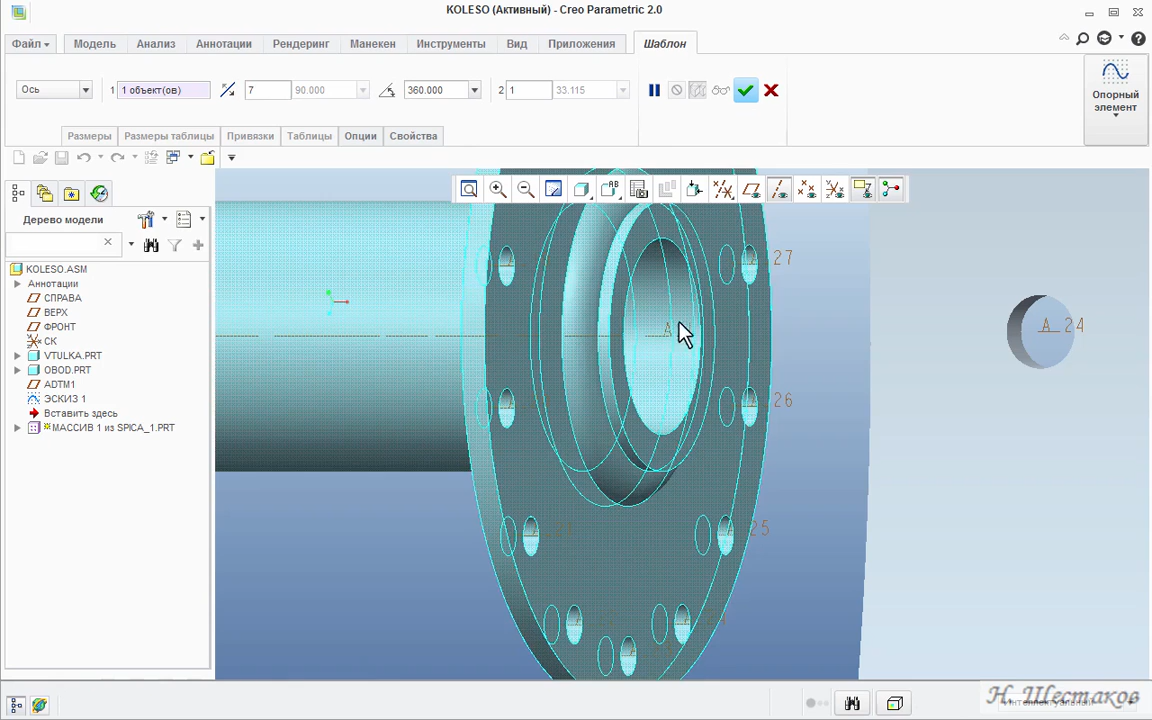 KOLESO (Активный) - Creo Parametric 2.0
Файл Модель Анализ Аннотации Рендеринг Манекен Инструменты Вид Приложения Шаблон
Ось 1 1 объект(ов) 7 90.000 360.000 2 1 33.115
Опорный
элемент
Размеры Размеры таблицы Привязки Таблицы Опции Свойства
Дерево модели
KOLESO.ASM
Аннотации
СПРАВА
ВЕРХ
ФРОНТ
СК
VTULKA.PRT
OBOD.PRT
ADTM1
ЭСКИЗ 1
Вставить здесь
МАССИВ 1 из SPICA_1.PRT
27
A
A 24
26
25
Н. Шестаков